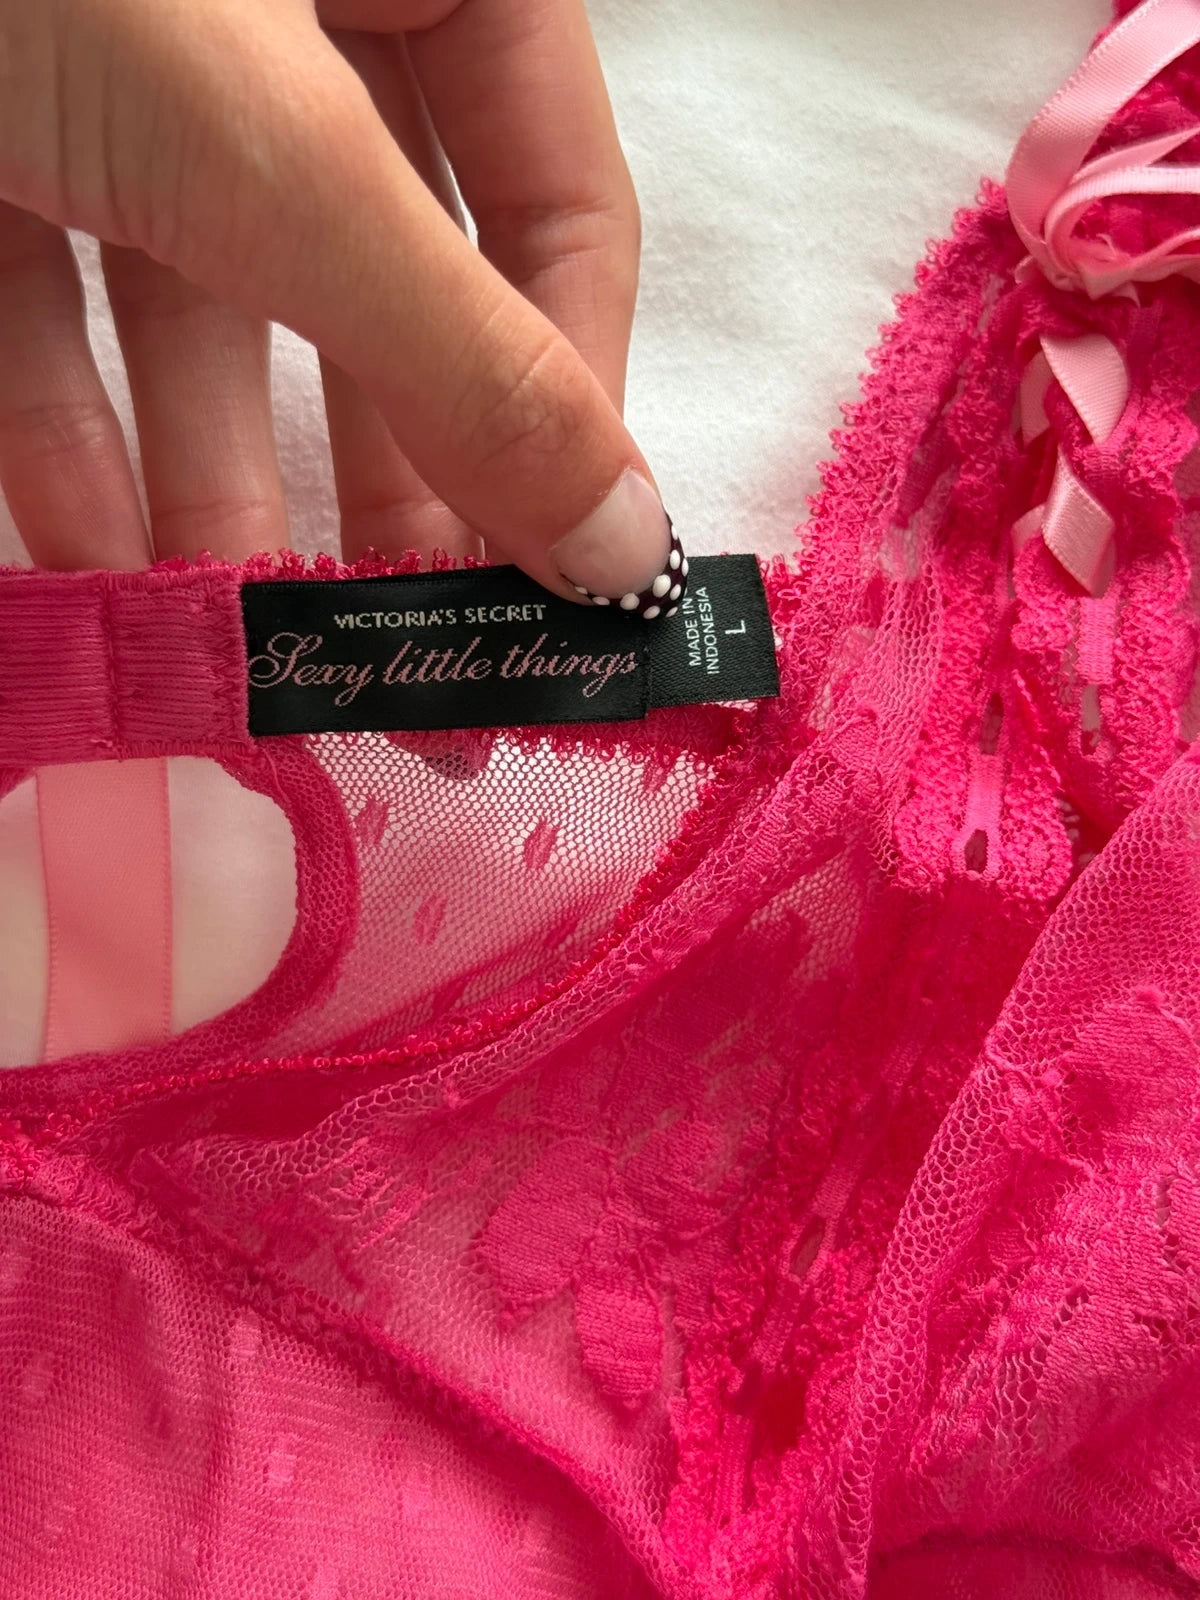 VICTORIA'S SECRET
Sexy little things
MADE IN
INDONESIA
L